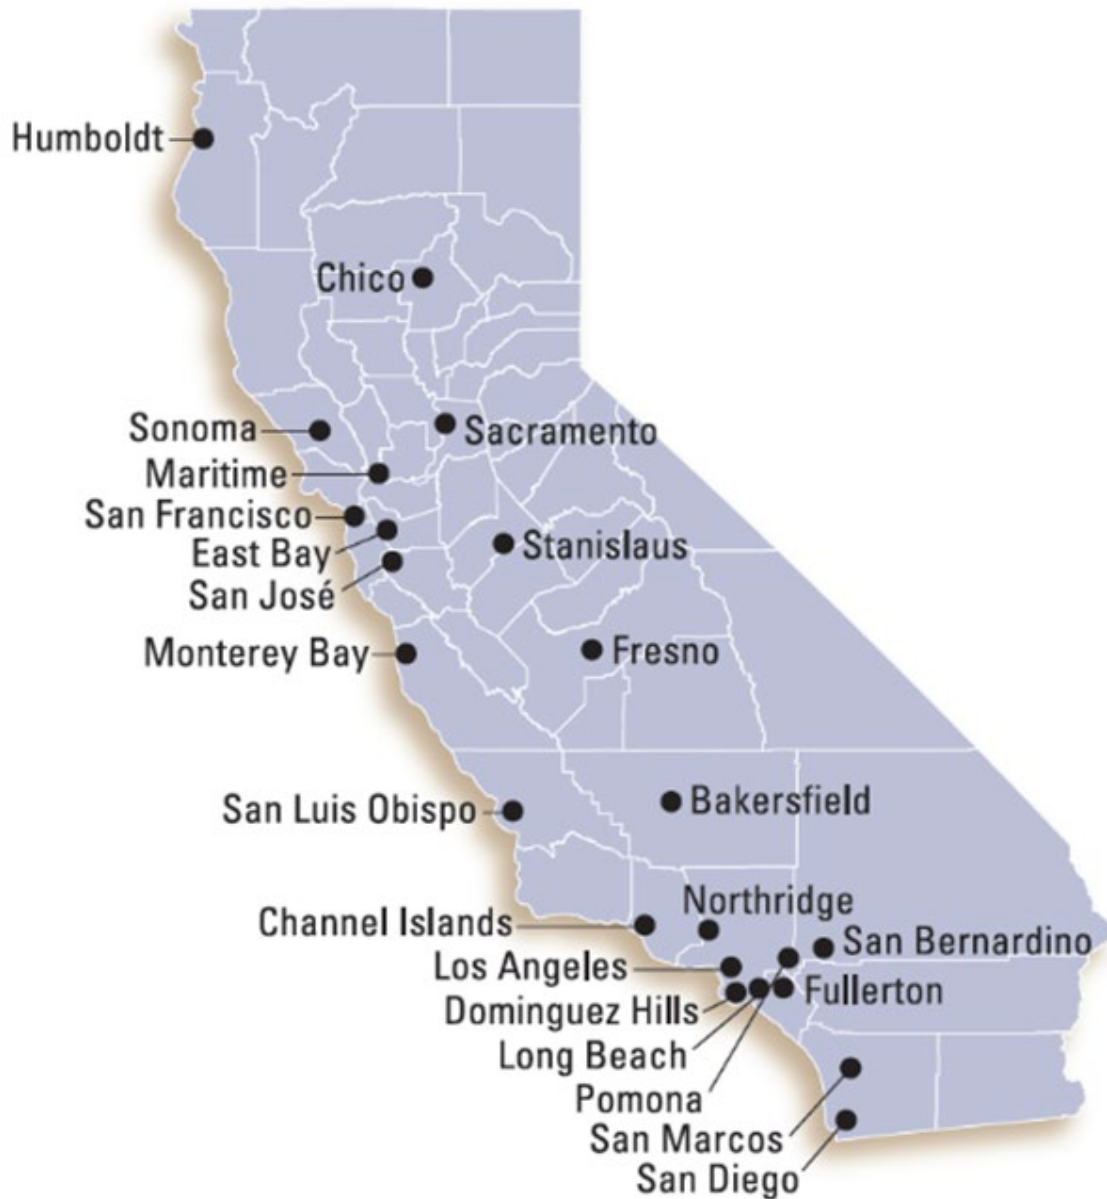 Humboldt
Chico
Sonoma
Sacramento
Maritime
San Francisco
East Bay
Stanislaus
San José
Monterey Bay
Fresno
San Luis Obispo
Bakersfield
Northridge
Channel Islands
San Bernardino
Los Angeles
Fullerton
Dominguez Hills
Long Beach
Pomona
San Marcos
San Diego